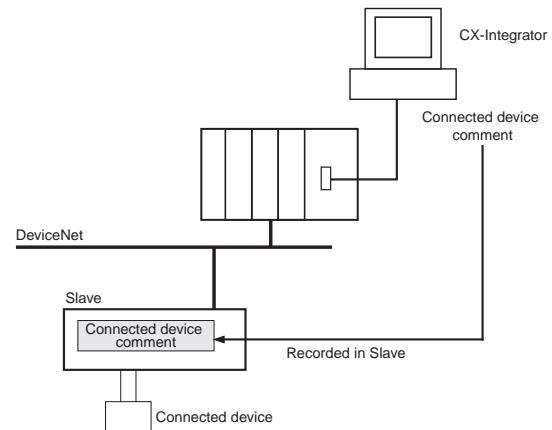 CX-Integrator
Connected device
comment
DeviceNet
Slave
Connected device
comment
Recorded in Slave
Connected device